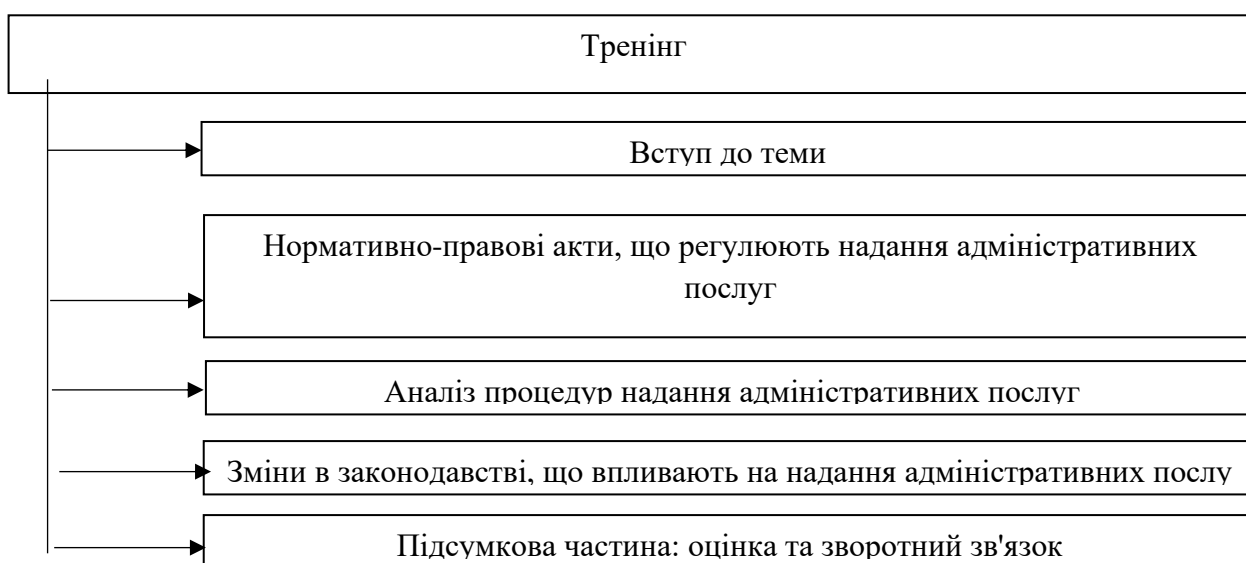 Тренінг
Вступ до теми
Нормативно-правові акти, що регулюють надання адміністративних
послуг
Аналіз процедур надання адміністративних послуг
Зміни в законодавстві, що впливають на надання адміністративних послу
Підсумкова частина: оцінка та зворотний зв'язок